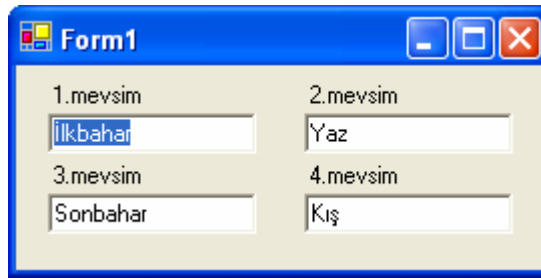 Form1
1.mevsim 2.mevsim
İlkbahar Yaz
3.mevsim 4.mevsim
Sonbahar Kış